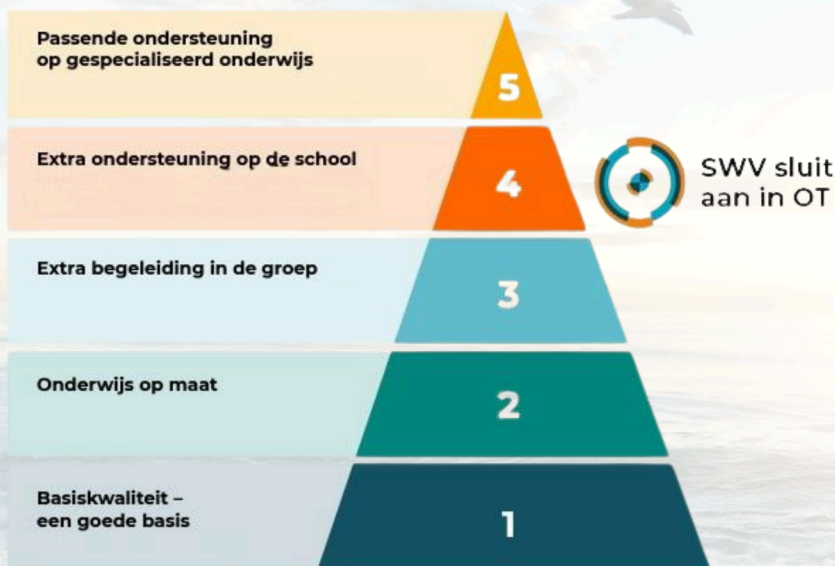 Passende ondersteuning
op gespecialiseerd onderwijs
5
Extra ondersteuning op de school
4
SWV sluit
aan in OT
Extra begeleiding in de groep
3
Onderwijs op maat
2
Basiskwaliteit –
een goede basis
1